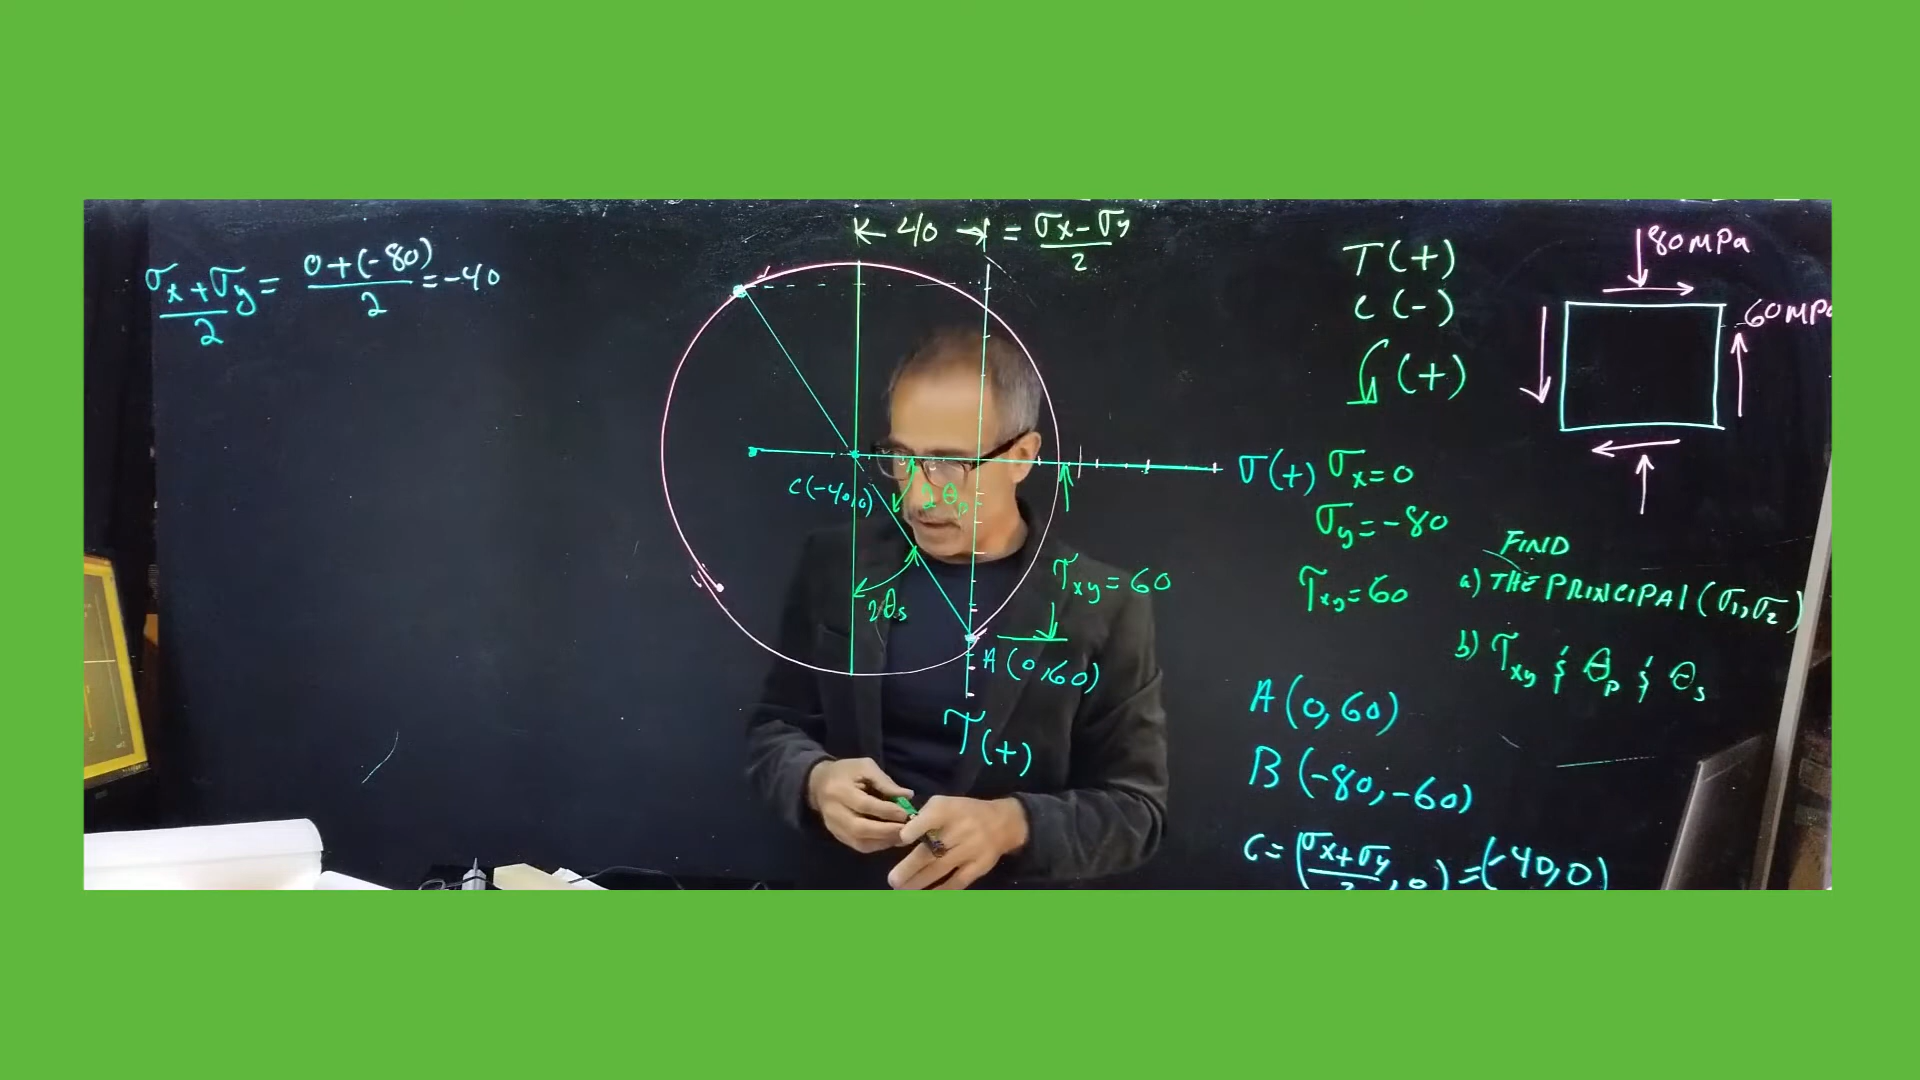 σx+σy/2 = 0+(-80)/2 = -40
40 = σx-σy/2
C(-40,0)
2θp
2θs
τxy=60
A(0,60)
τ(+)
σ(+)
T(+)
C(-)
(+)
80MPa
60MPa
σx=0
σy=-80
τxy=60
FIND
a) THE PRINCIPAL (σ1,σ2)
b) τxy & θp & θs
A(0,60)
B(-80,-60)
C=(σx+σy/2,0)=(-40,0)